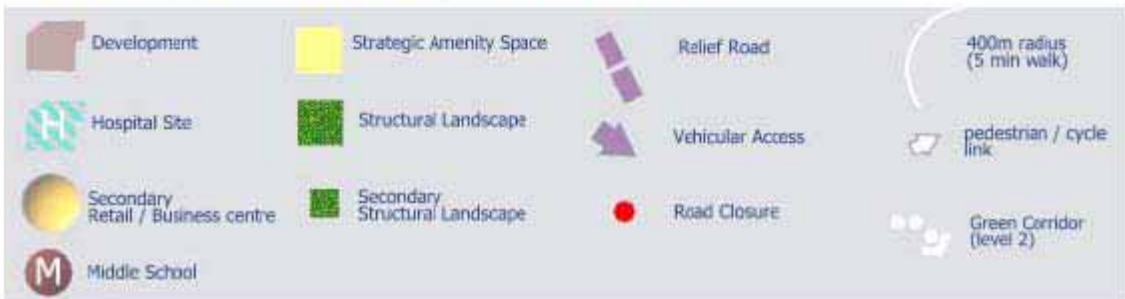 Development
H
Hospital Site
Secondary
Retail / Business centre
M
Middle School
Strategic Amenity Space
Structural Landscape
Secondary
Structural Landscape
Relief Road
Vehicular Access
Road Closure
400m radius
(5 min walk)
pedestrian / cycle
link
Green Corridor
(level 2)